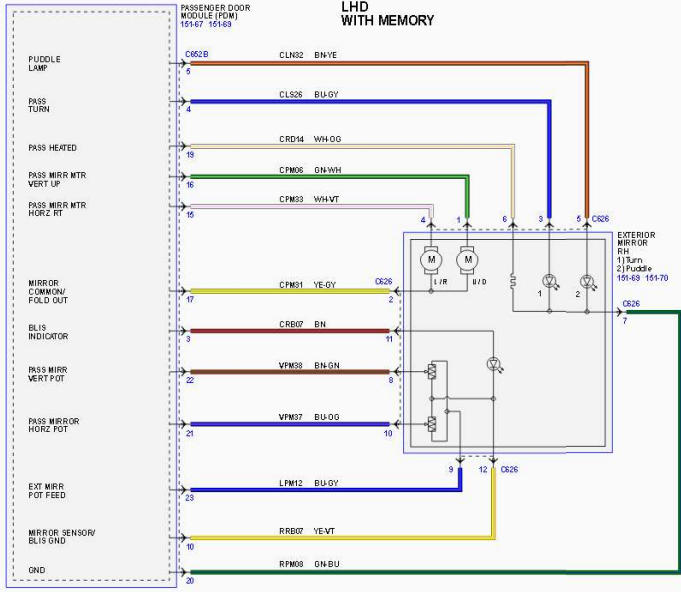 LHD
WITH MEMORY
PASSENGER DOOR
MODULE (PDM)
151-67 151-69
PUDDLE
LAMP
C652B
5
CLN32 BN-YE
PASS
TURN
4
CLS26 BU-GY
PASS HEATED
19
CRD14 WH-OG
PASS MIRR MTR
VERT UP
16
CPM06 GN-WH
PASS MIRR MTR
HORZ RT
15
CPM33 WH-VT
4
1
6
3
5
C626
EXTERIOR
MIRROR
RH
1) Turn
2) Puddle
151-69 151-70
M
M
L/R
U/D
1
2
MIRROR
COMMON/
FOLD OUT
17
CPM31 YE-GY
C626
2
C626
7
BLIS
INDICATOR
3
CRB07 BN
11
PASS MIRR
VERT POT
22
VPM38 BN-GN
8
PASS MIRROR
HORZ POT
21
VPM37 BU-OG
10
9
12
C626
EXT MIRR
POT FEED
23
LPM12 BU-GY
MIRROR SENSOR/
BLIS GND
10
RRB07 YE-VT
GND
20
RPM08 GN-BU